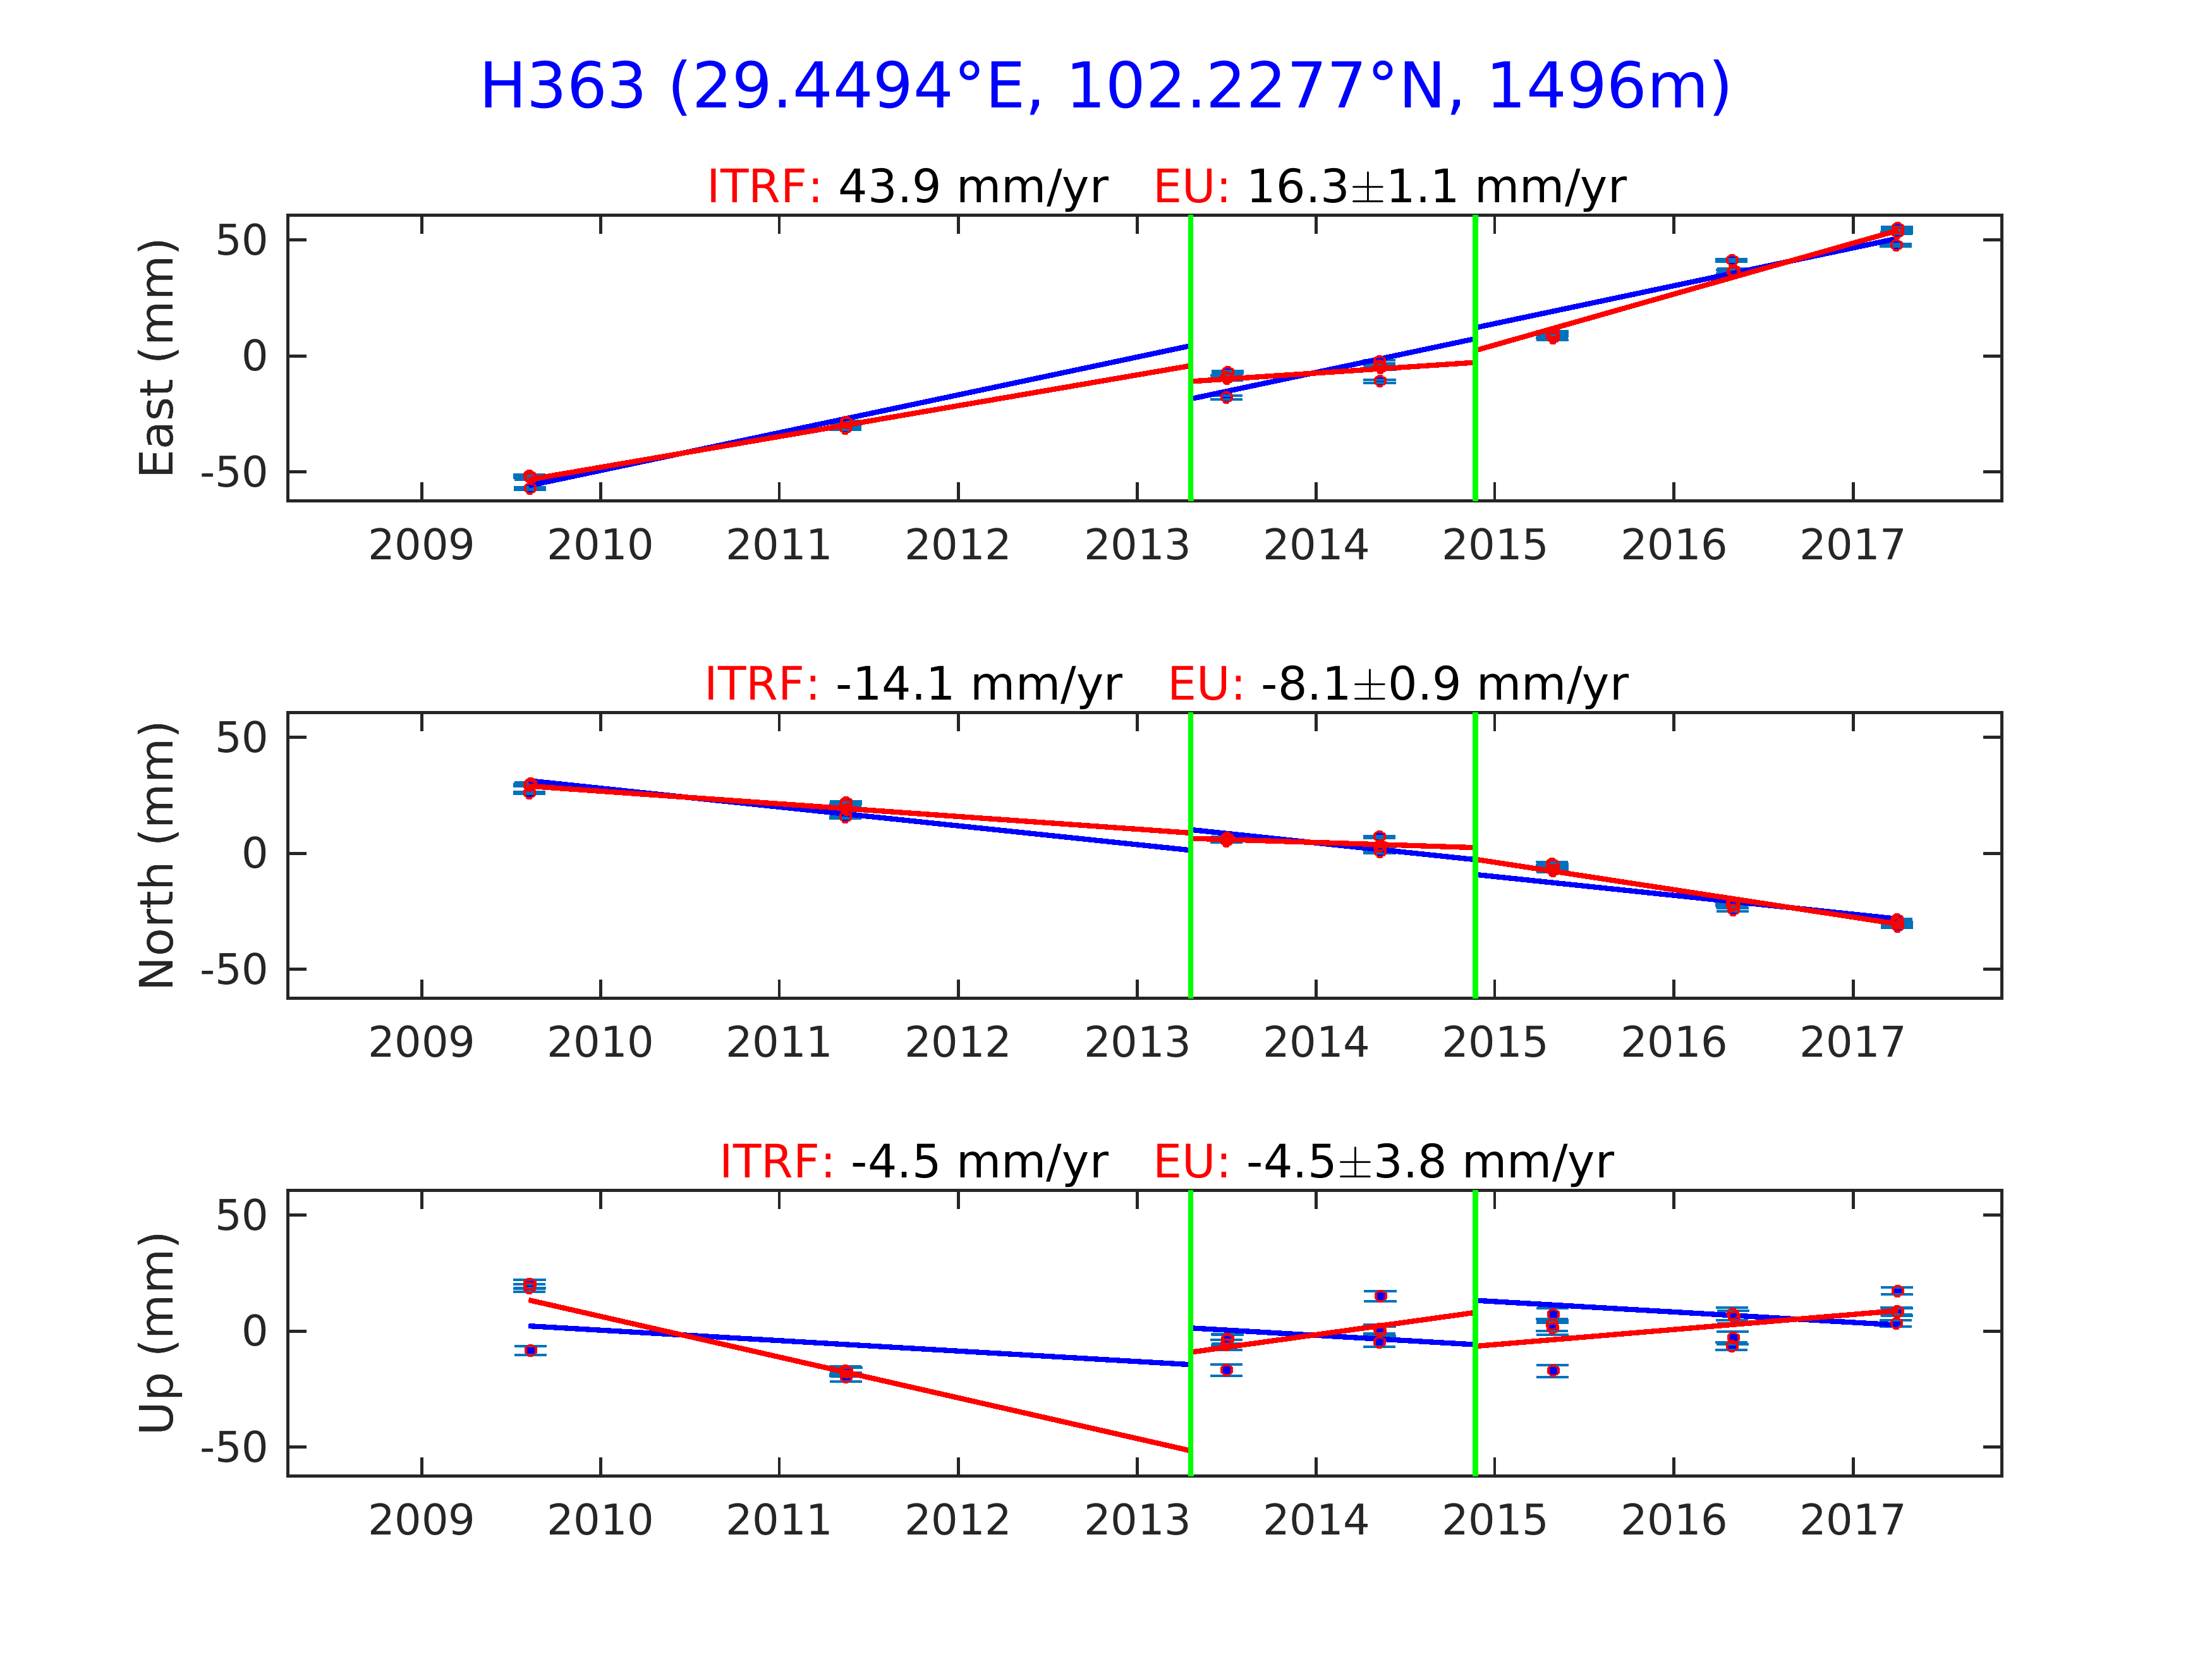 H363 (29.4494°E, 102.2277°N, 1496m)
ITRF: 43.9 mm/yr EU: 16.3±1.1 mm/yr
East (mm)
50
0
-50
2009 2010 2011 2012 2013 2014 2015 2016 2017
ITRF: -14.1 mm/yr EU: -8.1±0.9 mm/yr
North (mm)
50
0
-50
2009 2010 2011 2012 2013 2014 2015 2016 2017
ITRF: -4.5 mm/yr EU: -4.5±3.8 mm/yr
Up (mm)
50
0
-50
2009 2010 2011 2012 2013 2014 2015 2016 2017